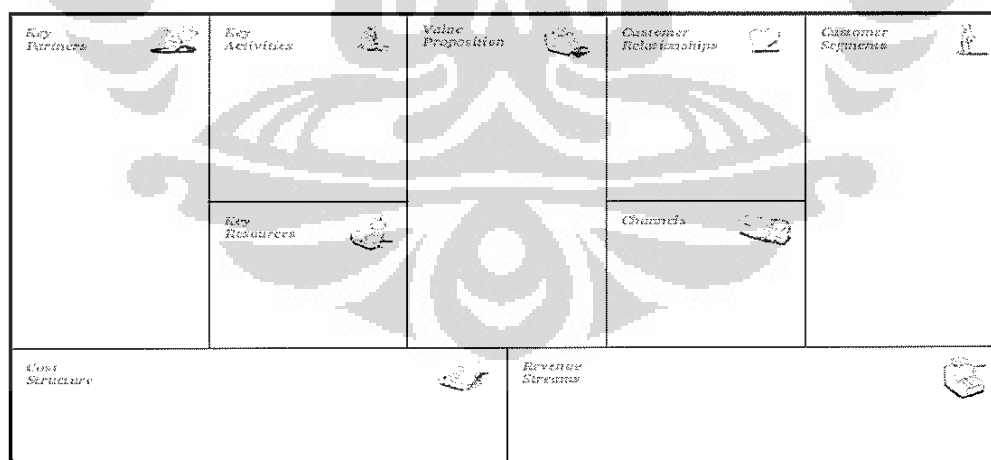 Key
Partners
Key
Activities
Value
Proposition
Customer
Relationships
Customer
Segments
Key
Resources
Channels
Cost
Structure
Revenue
Streams